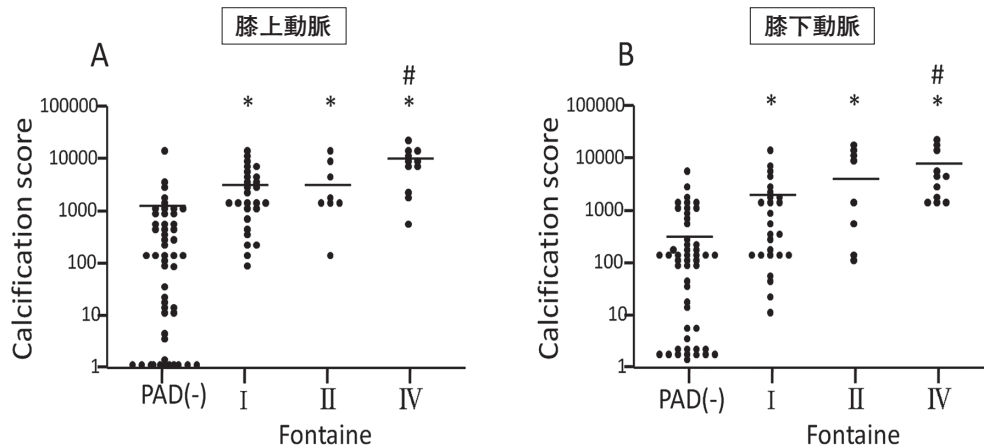 膝上動脈
A
#
* * *
Calcification score
100000
10000
1000
100
10
1
PAD(-) I II IV
Fontaine
膝下動脈
B
#
* * *
Calcification score
100000
10000
1000
100
10
1
PAD(-) I II IV
Fontaine